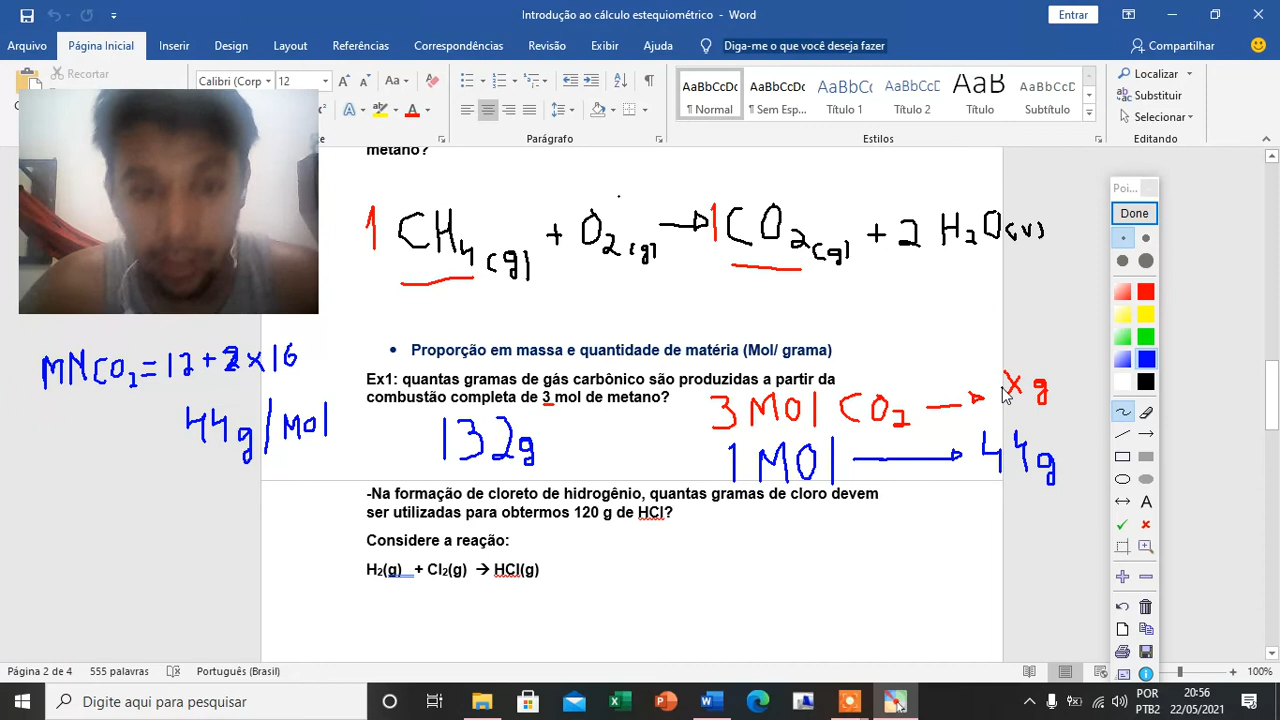 Introdução ao cálculo estequiométrico - Word
Entrar
Arquivo Página Inicial Inserir Design Layout Referências Correspondências Revisão Exibir Ajuda Diga-me o que você deseja fazer Compartilhar
Recortar
Calibri (Corp 12
AaBbCcDc AaBbCcDc AaBbCc AaBbCcD AaB AaBbCcD
¶ Normal ¶ Sem Esp... Título 1 Título 2 Título Subtítulo
Localizar
Substituir
Selecionar
Parágrafo Estilos Editando
metano?
1 CH4(g) + O2(g) → 1 CO2(g) + 2 H2O(v)
• Proporção em massa e quantidade de matéria (Mol/ grama)
MMCO2 = 12 + 2 x 16
44g/Mol
Ex1: quantas gramas de gás carbônico são produzidas a partir da
combustão completa de 3 mol de metano?
3 MOl CO2 → X g
132g
1 MOl → 44g
-Na formação de cloreto de hidrogênio, quantas gramas de cloro devem
ser utilizadas para obtermos 120 g de HCl?
Considere a reação:
H2(g) + Cl2(g) → HCl(g)
Poi...
Done
A
Página 2 de 4 555 palavras Português (Brasil) 100%
Digite aqui para pesquisar
POR
PTB2
20:56
22/05/2021